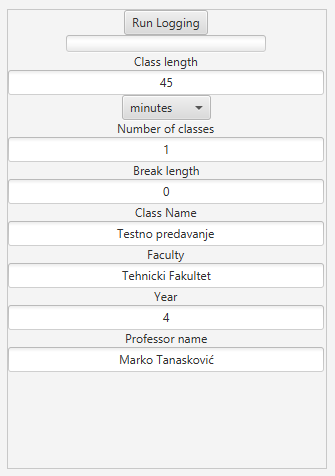 Run Logging
Class length
45
minutes
Number of classes
1
Break length
0
Class Name
Testno predavanje
Faculty
Tehnicki Fakultet
Year
4
Professor name
Marko Tanasković